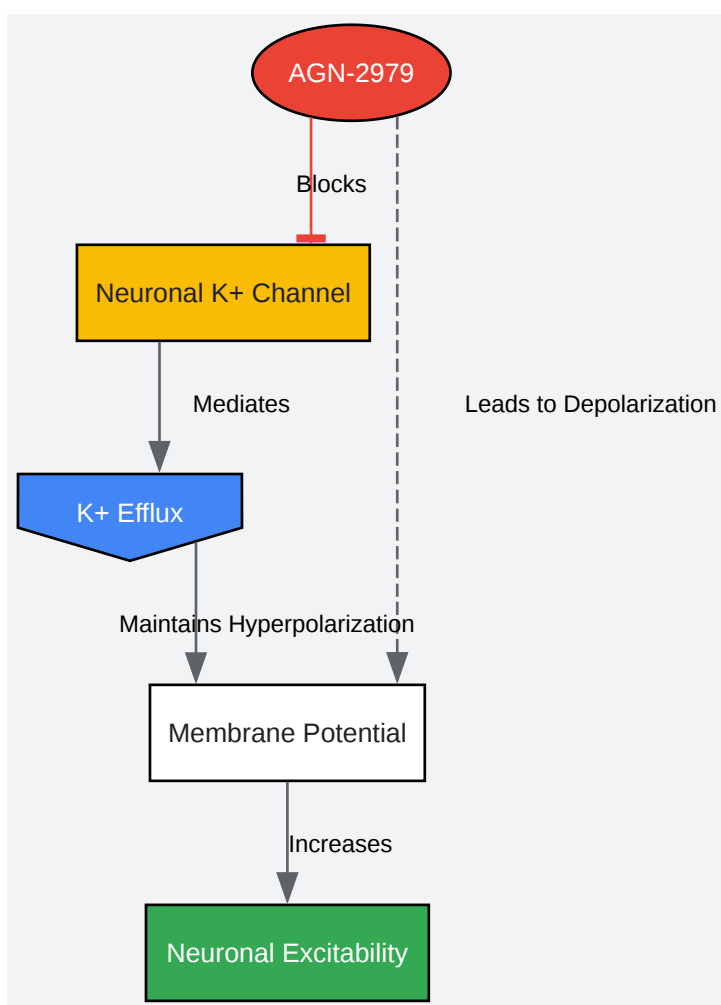 AGN-2979
Blocks
Neuronal K+ Channel
Mediates
Leads to Depolarization
K+ Efflux
Maintains Hyperpolarization
Membrane Potential
Increases
Neuronal Excitability